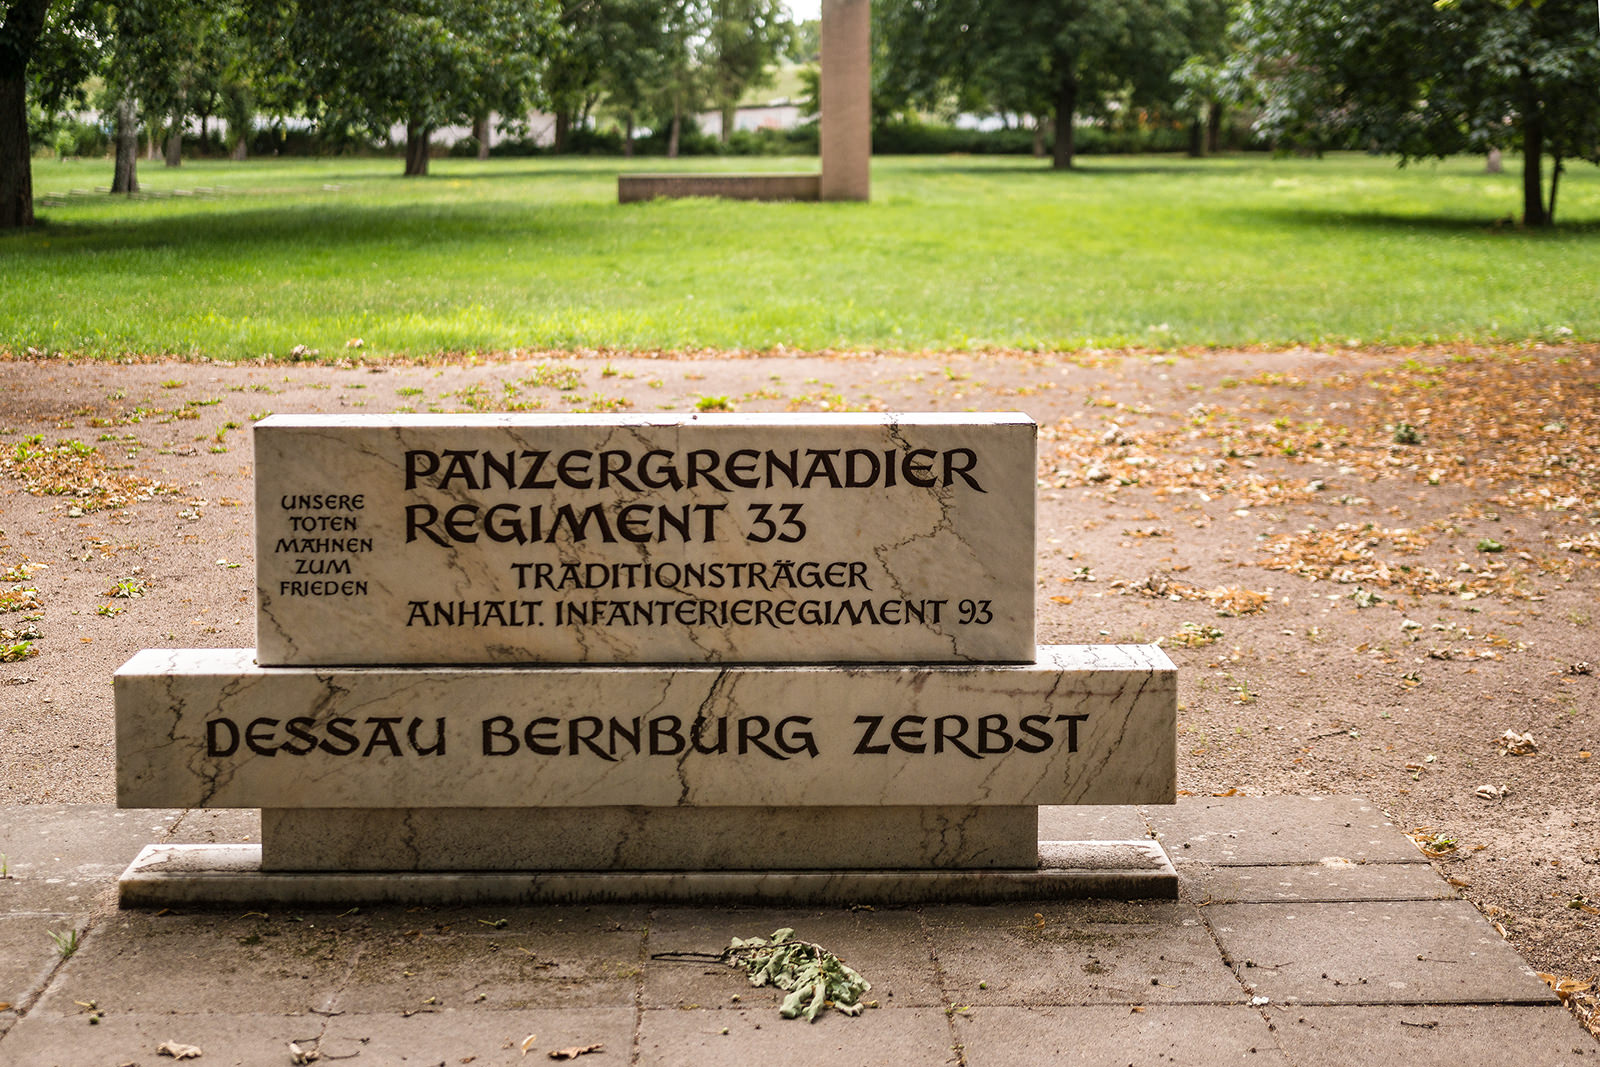 UNSERE
TOTEN
MAHNEN
ZUM
FRIEDEN
PANZERGRENADIER
REGIMENT 33
TRADITIONSTRÄGER
ANHALT. INFANTERIEREGIMENT 93
DESSAU BERNBURG ZERBST